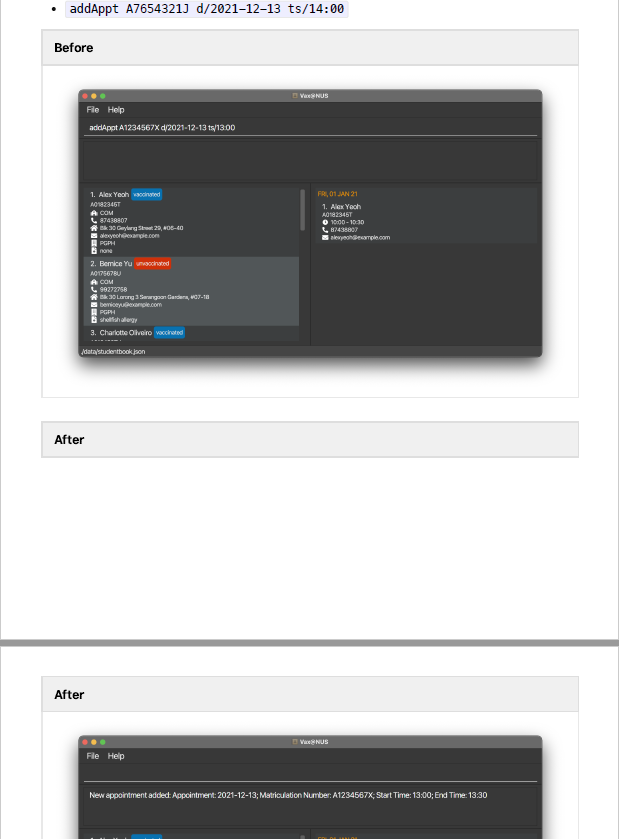 addAppt A7654321J d/2021-12-13 ts/14:00
Before
Vax@NUS
File Help
addAppt A1234567X d/2021-12-13 ts/13:00
1. Alex Yeoh vaccinated
A0182345T
COM
87438807
Blk 30 Geylang Street 29, #06-40
alexyeoh@example.com
PGPH
none
2. Bernice Yu unvaccinated
A0175678U
COM
99272758
Blk 30 Lorong 3 Serangoon Gardens, #07-18
berniceyu@example.com
PGPH
shellfish allergy
3. Charlotte Oliveiro vaccinated
FRI, 01 JAN 21
1. Alex Yeoh
A0182345T
10:00 - 10:30
87438807
alexyeoh@example.com
/data/studentbook.json
After
After
Vax@NUS
File Help
New appointment added: Appointment: 2021-12-13; Matriculation Number: A1234567X; Start Time: 13:00; End Time: 13:30